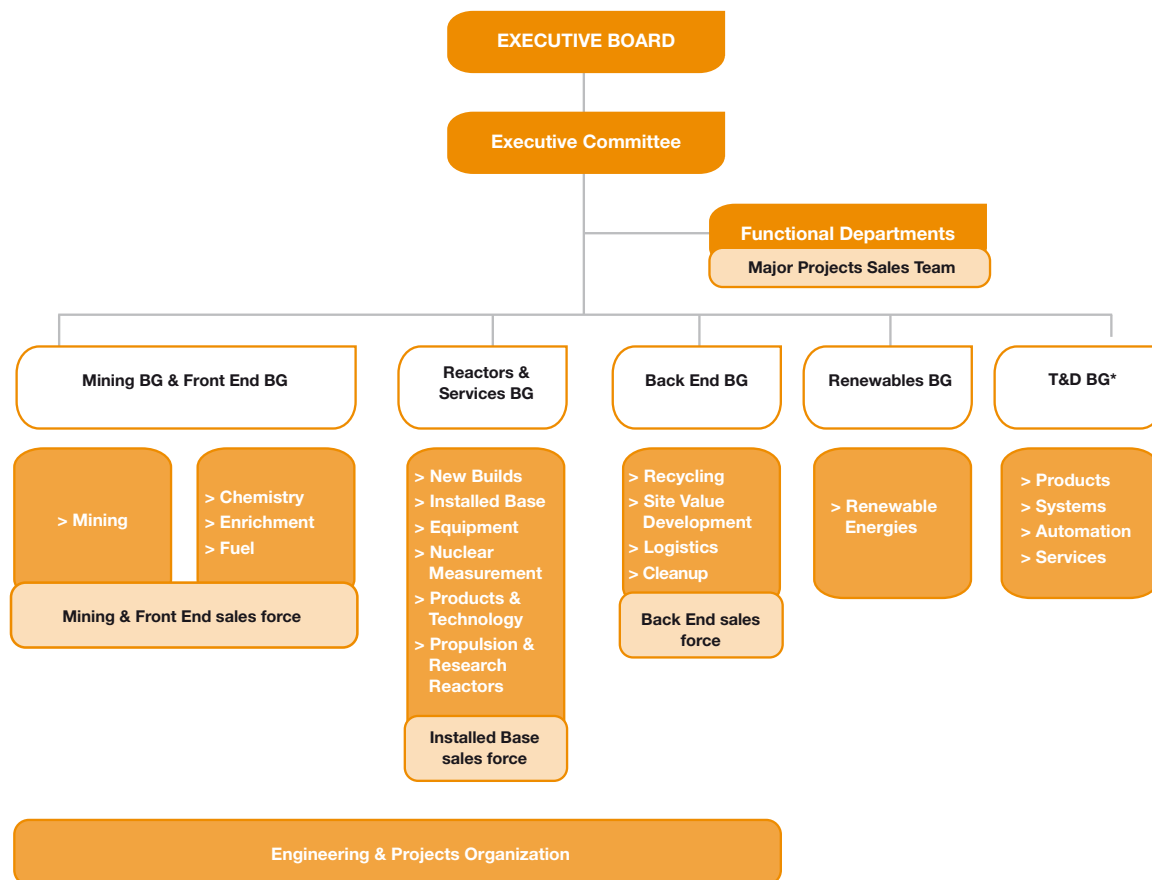 EXECUTIVE BOARD
Executive Committee
Functional Departments
Major Projects Sales Team
Mining BG & Front End BG
Reactors &
Services BG
Back End BG
Renewables BG
T&D BG*
> Mining
> Chemistry
> Enrichment
> Fuel
Mining & Front End sales force
> New Builds
> Installed Base
> Equipment
> Nuclear
Measurement
> Products &
Technology
> Propulsion &
Research
Reactors
Installed Base
sales force
> Recycling
> Site Value
Development
> Logistics
> Cleanup
Back End sales
force
> Renewable
Energies
> Products
> Systems
> Automation
> Services
Engineering & Projects Organization